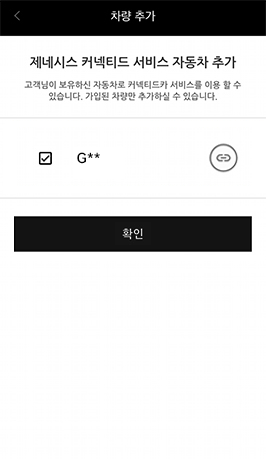 차량 추가
제네시스 커넥티드 서비스 자동차 추가
고객님이 보유하신 자동차로 커넥티드카 서비스를 이용 할 수
있습니다. 가입된 차량만 추가하실 수 있습니다.
G**
확인